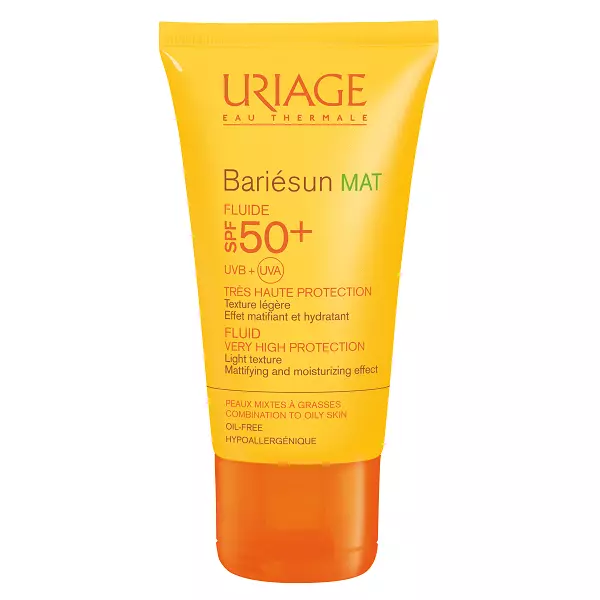 URIAGE
EAU THERMALE
Bariésun MAT
FLUIDE
SPF 50+
UVB + UVA
TRÈS HAUTE PROTECTION
Texture légère
Effet matifiant et hydratant
FLUID
VERY HIGH PROTECTION
Light texture
Mattifying and moisturizing effect
PEAUX MIXTES À GRASSES
COMBINATION TO OILY SKIN
OIL-FREE
HYPOALLERGÉNIQUE